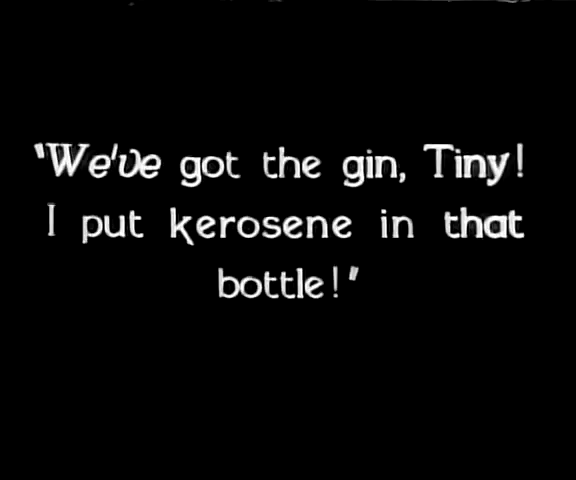 "We've got the gin, Tiny!
I put kerosene in that
bottle!"